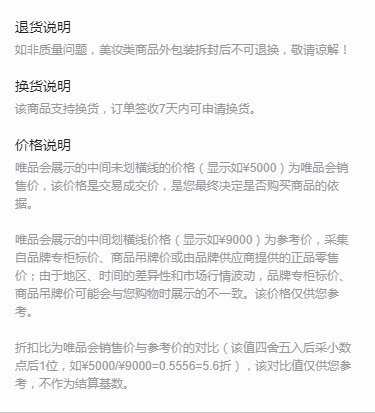 退货说明
如非质量问题，美妆类商品外包装拆封后不可退换，敬请谅解！
换货说明
该商品支持换货，订单签收7天内可申请换货。
价格说明
唯品会展示的中间未划横线的价格（显示如¥5000）为唯品会销
售价，该价格是交易成交价，是您最终决定是否购买商品的依
据。
唯品会展示的中间划横线价格（显示如¥9000）为参考价，采集
自品牌专柜标价、商品吊牌价或由品牌供应商提供的正品零售
价；由于地区、时间的差异性和市场行情波动，品牌专柜标价、
商品吊牌价可能会与您购物时展示的不一致。该价格仅供您参
考。
折扣比为唯品会销售价与参考价的对比（该值四舍五入后采小数
点后1位，如¥5000/¥9000=0.5556=5.6折），该对比值仅供您参
考，不作为结算基数。